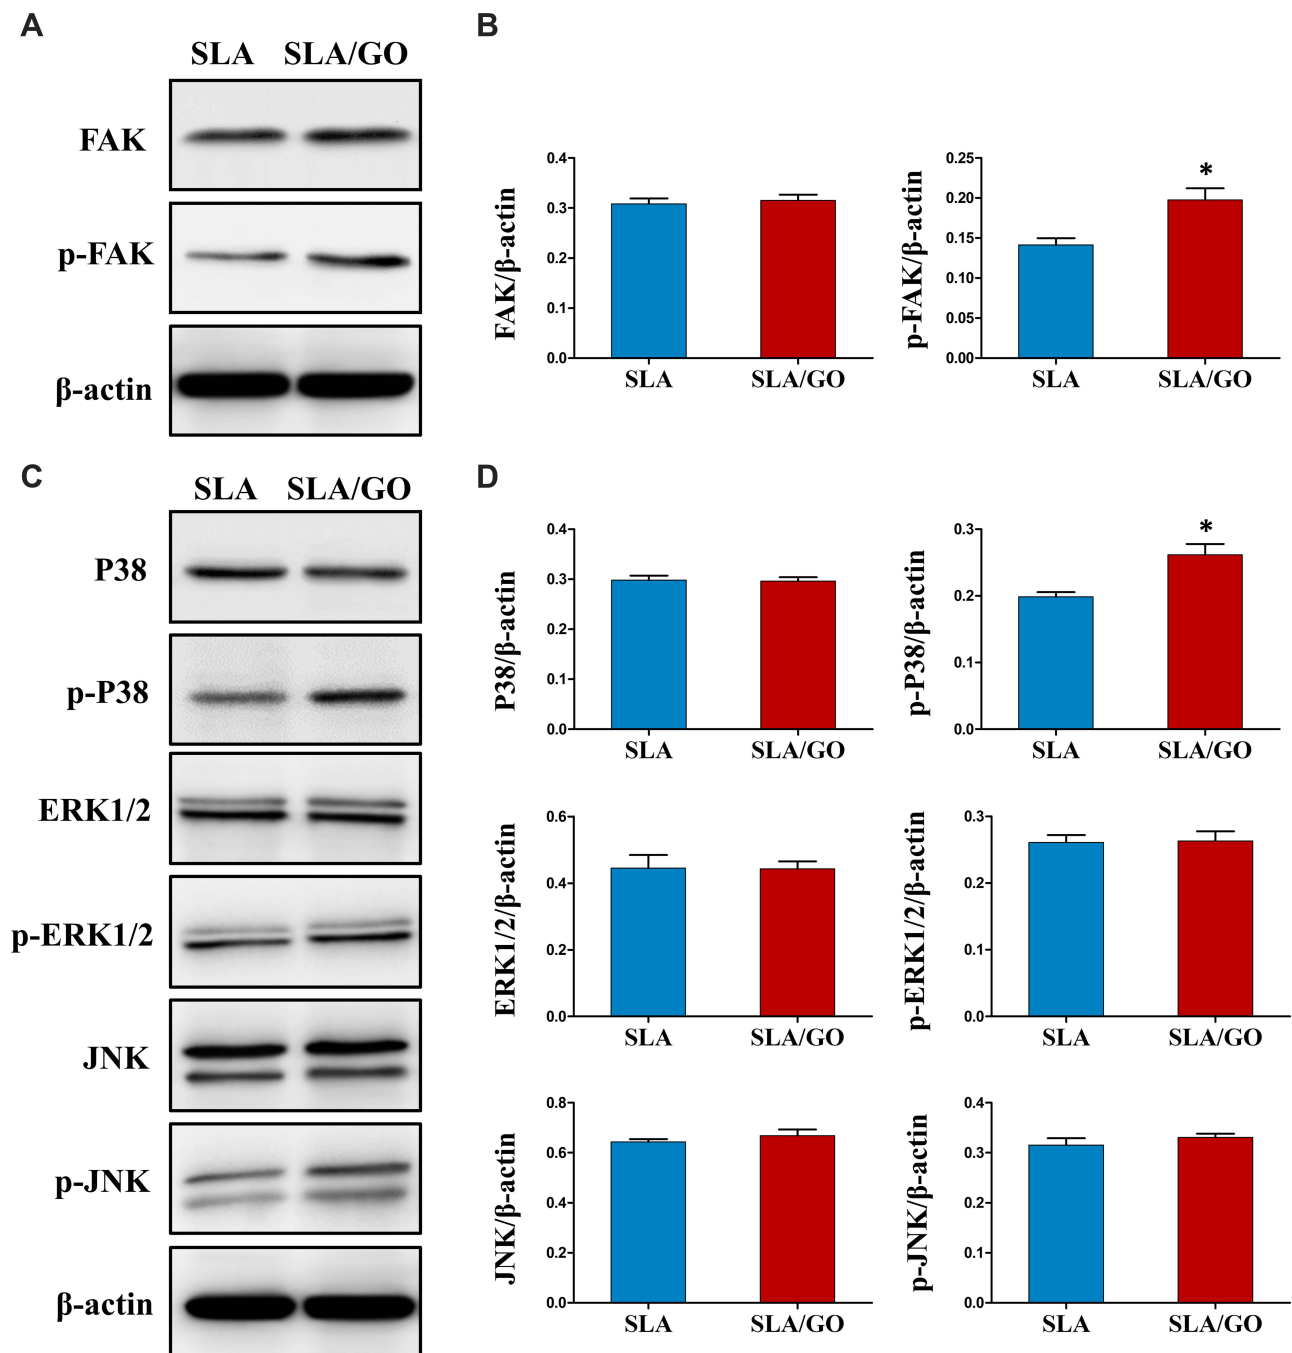 A
SLA SLA/GO
FAK
p-FAK
β-actin
B
FAK/β-actin
0.4
0.3
0.2
0.1
0.0
SLA SLA/GO
p-FAK/β-actin
0.25
0.20
0.15
0.10
0.05
0.00
*
SLA SLA/GO
C
SLA SLA/GO
P38
p-P38
ERK1/2
p-ERK1/2
JNK
p-JNK
β-actin
D
P38/β-actin
0.4
0.3
0.2
0.1
0.0
SLA SLA/GO
p-P38/β-actin
0.3
0.2
0.1
0.0
*
SLA SLA/GO
ERK1/2/β-actin
0.6
0.4
0.2
0.0
SLA SLA/GO
p-ERK1/2/β-actin
0.3
0.2
0.1
0.0
SLA SLA/GO
JNK/β-actin
0.8
0.6
0.4
0.2
0.0
SLA SLA/GO
p-JNK/β-actin
0.4
0.3
0.2
0.1
0.0
SLA SLA/GO